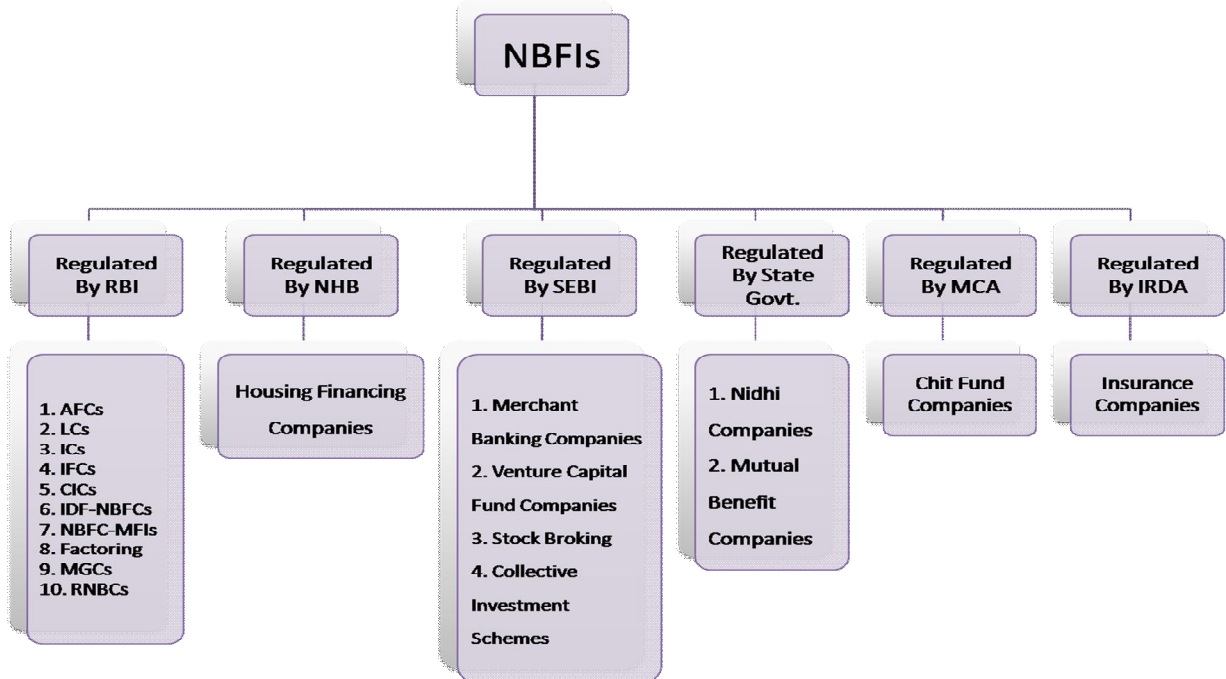 NBFIs
Regulated
By RBI
Regulated
By NHB
Regulated
By SEBI
Regulated
By State
Govt.
Regulated
By MCA
Regulated
By IRDA
1. AFCs
2. LCs
3. ICs
4. IFCs
5. CICs
6. IDF-NBFCs
7. NBFC-MFIs
8. Factoring
9. MGCs
10. RNBCs
Housing Financing
Companies
1. Merchant
Banking Companies
2. Venture Capital
Fund Companies
3. Stock Broking
4. Collective
Investment
Schemes
1. Nidhi
Companies
2. Mutual
Benefit
Companies
Chit Fund
Companies
Insurance
Companies